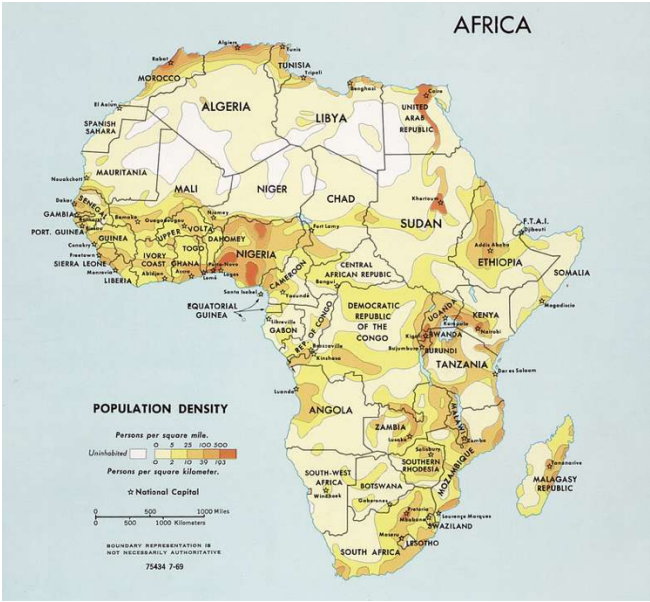 AFRICA
Algiers
Tunis
Rabat
TUNISIA
Tripoli
MOROCCO
Benghazi
Cairo
El Aaiún
ALGERIA
LIBYA
UNITED
ARAB
REPUBLIC
SPANISH
SAHARA
MAURITANIA
Nouakchott
MALI
NIGER
CHAD
Khartoum
SUDAN
Dakar
SENEGAL
GAMBIA
Bamako
Ouagadougou
Niamey
Fort Lamy
F.T.A.I.
Djibouti
PORT. GUINEA
GUINEA
UPPER VOLTA
DAHOMEY
NIGERIA
Addis Ababa
ETHIOPIA
Conakry
Freetown
SIERRA LEONE
IVORY
COAST
TOGO
GHANA
Porto-Novo
CENTRAL
AFRICAN REPUBIC
SOMALIA
Monrovia
LIBERIA
Abidjan
Accra
Lomé
Lagos
CAMEROON
Bangui
Santa Isabel
Yaoundé
Mogadiscio
EQUATORIAL
GUINEA
DEMOCRATIC
REPUBLIC
OF THE
CONGO
UGANDA
KENYA
Libreville
GABON
REP. OF CONGO
Kampala
Nairobi
Kigali
RWANDA
Brazzaville
Bujumbura
BURUNDI
Kinshasa
TANZANIA
Dar es Salaam
Luanda
POPULATION DENSITY
ANGOLA
MALAWI
Persons per square mile.
ZAMBIA
Zomba
Lusaka
0 5 25 100 500
Uninhabited
0 2 10 39 193
Salisbury
SOUTHERN
RHODESIA
MOZAMBIQUE
Tananarive
Persons per square kilometer.
MALAGASY
REPUBLIC
SOUTH-WEST
AFRICA
BOTSWANA
National Capital
Windhoek
Gaberones
Pretoria
0 500 1000 Miles
0 500 1000 Kilometers
Lourenço Marques
Mbabane
SWAZILAND
Maseru
LESOTHO
BOUNDARY REPRESENTATION IS
NOT NECESSARILY AUTHORITATIVE
SOUTH AFRICA
75434 7-69